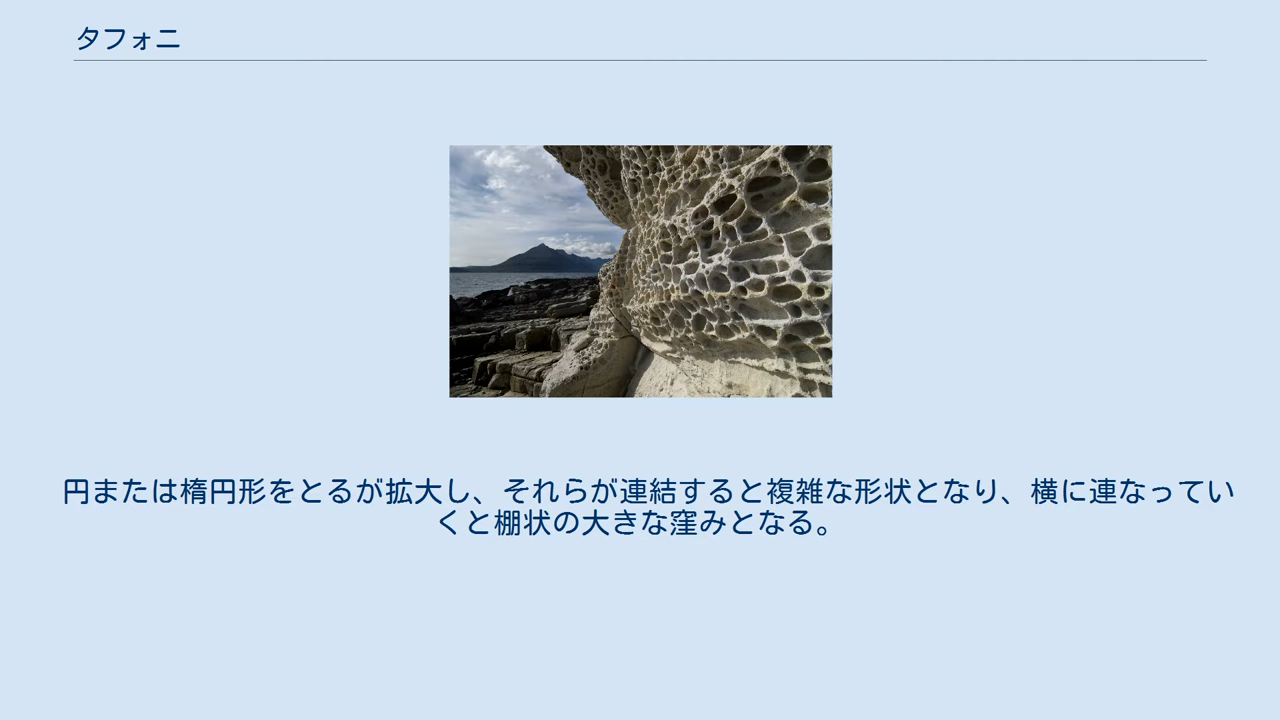 タフォニ
円または楕円形をとるが拡大し、それらが連結すると複雑な形状となり、横に連なってい
くと棚状の大きな窪みとなる。